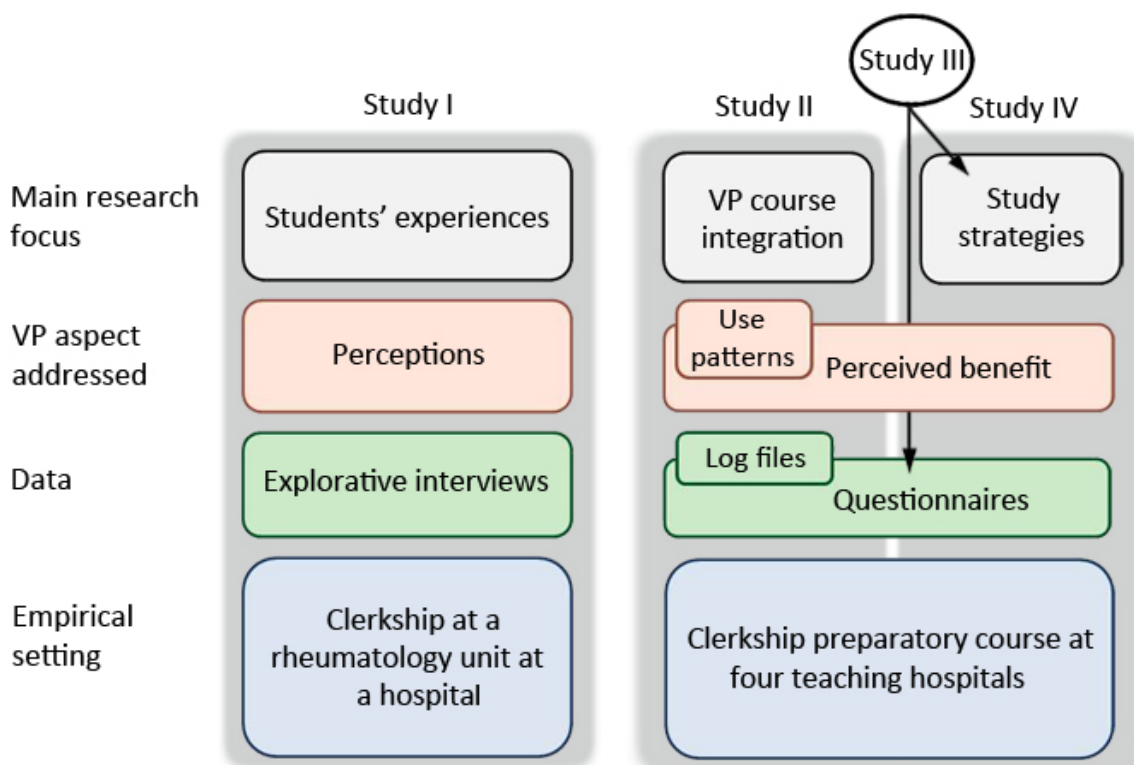 Study III
Study I
Study II
Study IV
Main research
focus
Students’ experiences
VP course
integration
Study
strategies
VP aspect
addressed
Perceptions
Use
patterns
Perceived benefit
Data
Explorative interviews
Log files
Questionnaires
Empirical
setting
Clerkship at a
rheumatology unit at
a hospital
Clerkship preparatory course at
four teaching hospitals